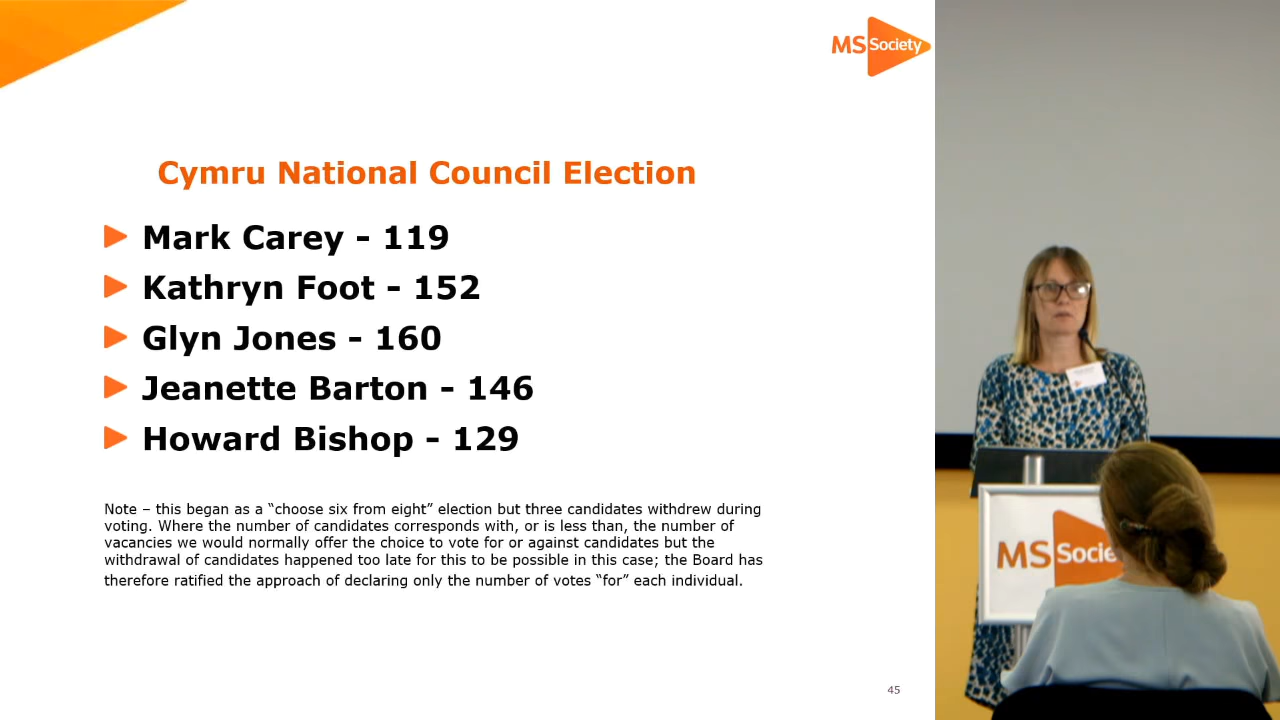 MS Society
Cymru National Council Election
Mark Carey - 119
Kathryn Foot - 152
Glyn Jones - 160
Jeanette Barton - 146
Howard Bishop - 129
Note – this began as a “choose six from eight” election but three candidates withdrew during
voting. Where the number of candidates corresponds with, or is less than, the number of
vacancies we would normally offer the choice to vote for or against candidates but the
withdrawal of candidates happened too late for this to be possible in this case; the Board has
therefore ratified the approach of declaring only the number of votes “for” each individual.
45
MS Socie